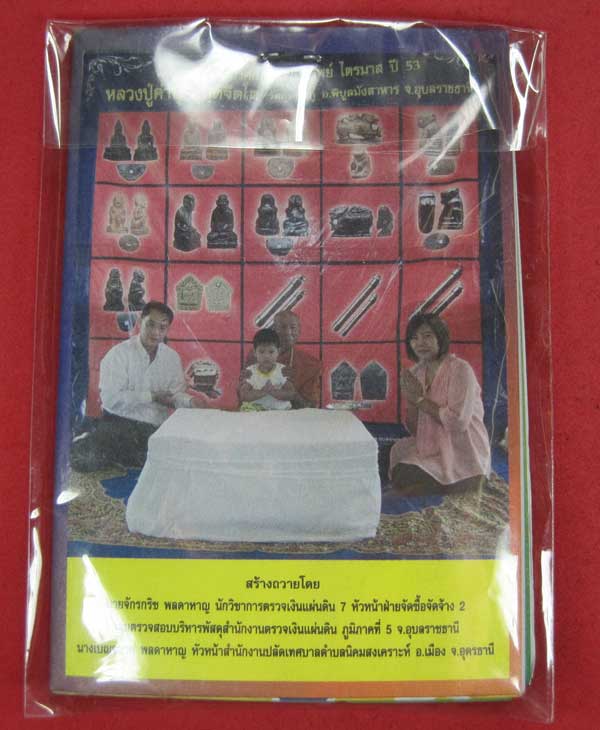 ไตรมาส ปี 53
หลวงปู่คำ อ.พิบูลมังสาหาร จ.อุบลราชธานี
สร้างถวายโดย
นายจักรกริช พลดาหาญ นักวิชาการตรวจเงินแผ่นดิน 7 หัวหน้าฝ่ายจัดซื้อจัดจ้าง 2
ตรวจสอบบริหารพัสดุสำนักงานตรวจเงินแผ่นดิน ภูมิภาคที่ 5 จ.อุบลราชธานี
พลดาหาญ หัวหน้าสำนักงานปลัดเทศบาลตำบลนิคมสงเคราะห์ อ.เมือง จ.อุดรธานี